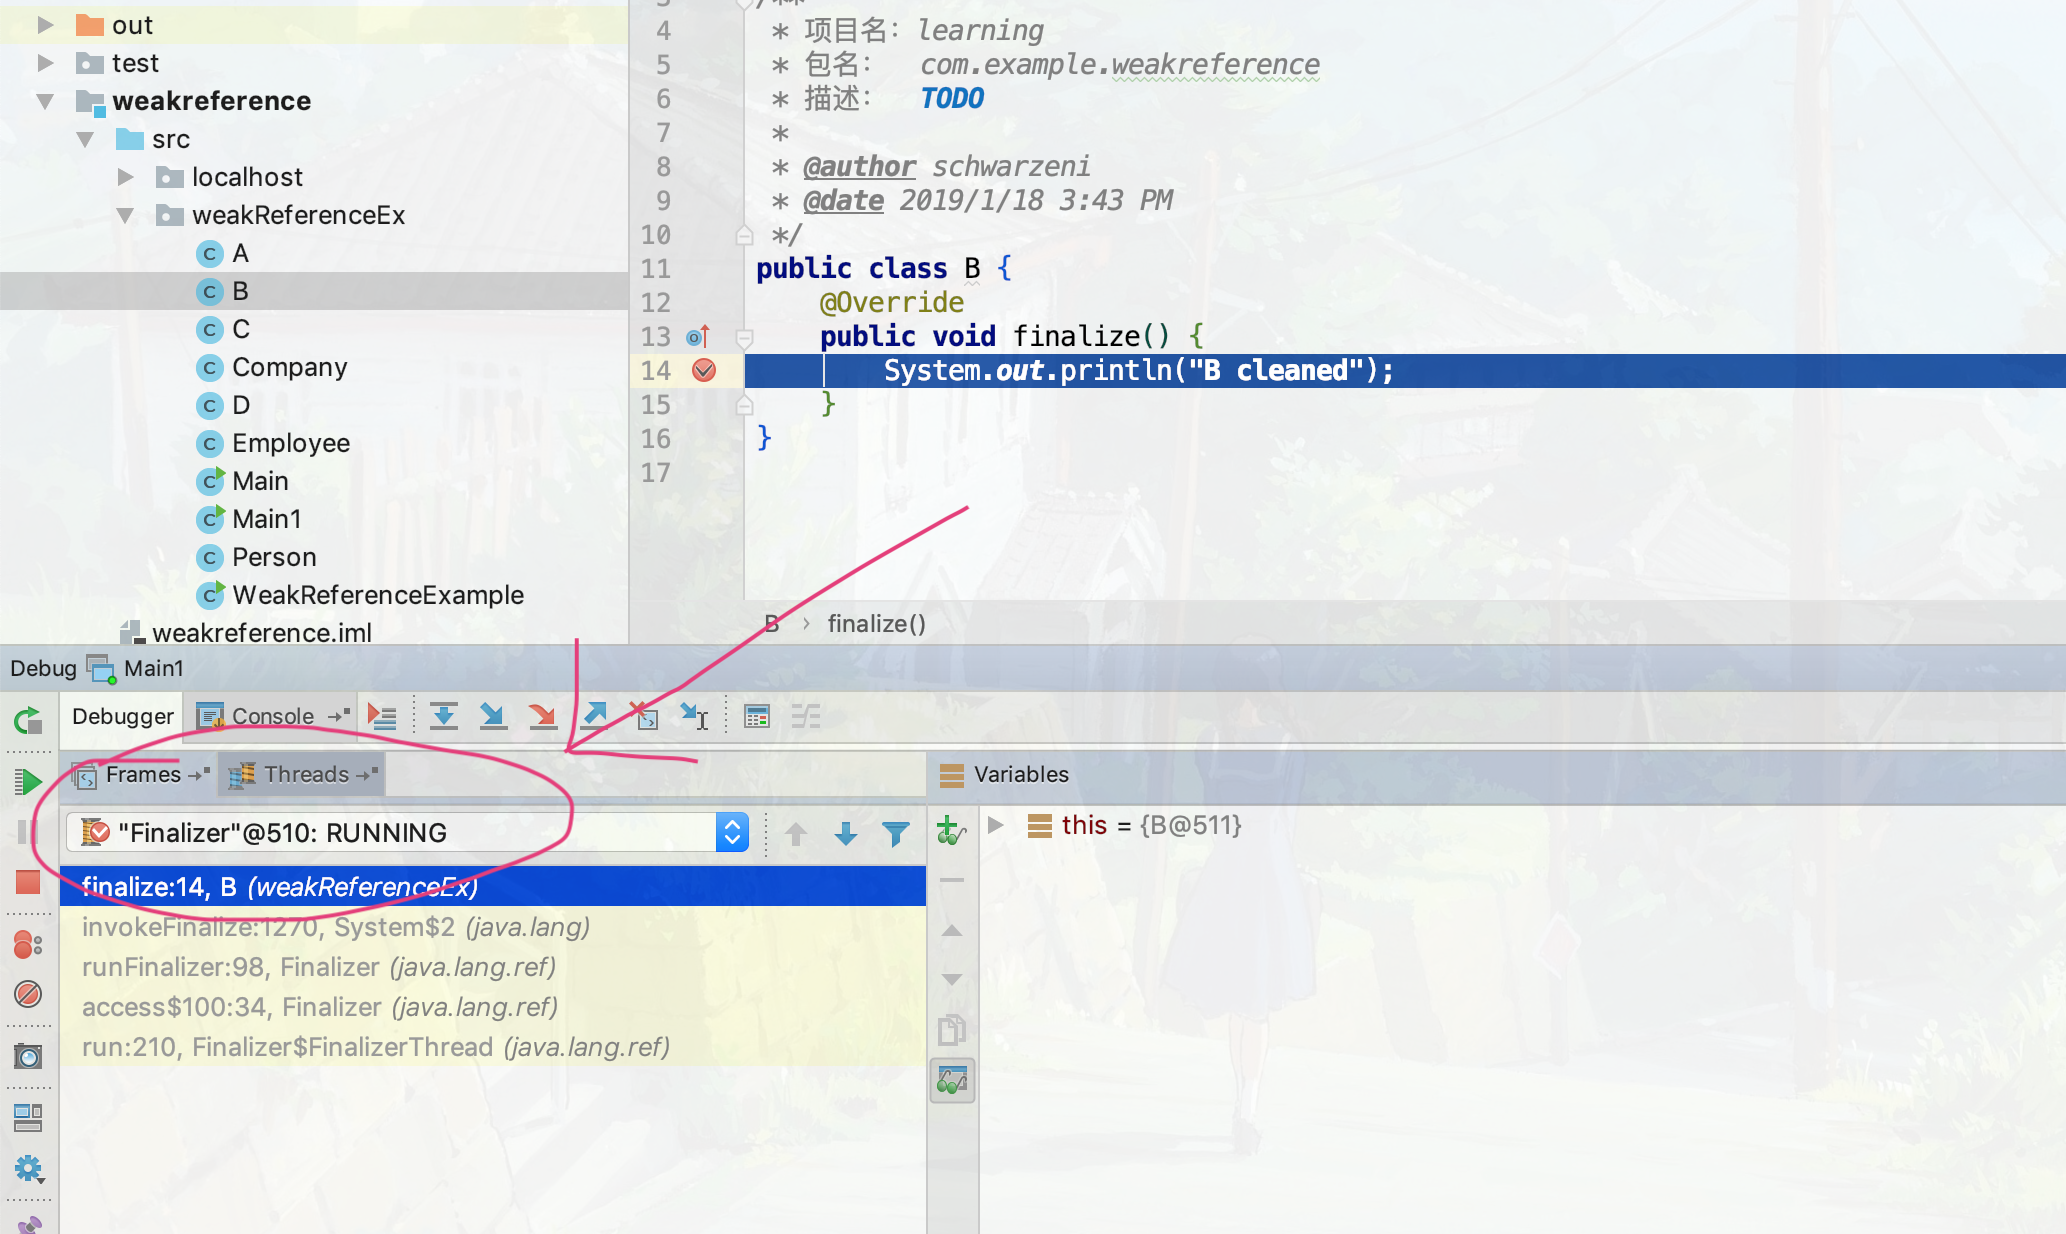 out
test
weakreference
src
localhost
weakReferenceEx
A
B
C
Company
D
Employee
Main
Main1
Person
WeakReferenceExample
weakreference.iml
3 /**
4 * 项目名： learning
5 * 包名： com.example.weakreference
6 * 描述： TODO
7 *
8 * @author schwarzeni
9 * @date 2019/1/18 3:43 PM
10 */
11 public class B {
12 @Override
13 public void finalize() {
14 System.out.println("B cleaned");
15 }
16 }
17
B › finalize()
Debug Main1
Debugger Console
Frames Threads
"Finalizer"@510: RUNNING
finalize:14, B (weakReferenceEx)
invokeFinalize:1270, System$2 (java.lang)
runFinalizer:98, Finalizer (java.lang.ref)
access$100:34, Finalizer (java.lang.ref)
run:210, Finalizer$FinalizerThread (java.lang.ref)
Variables
this = {B@511}